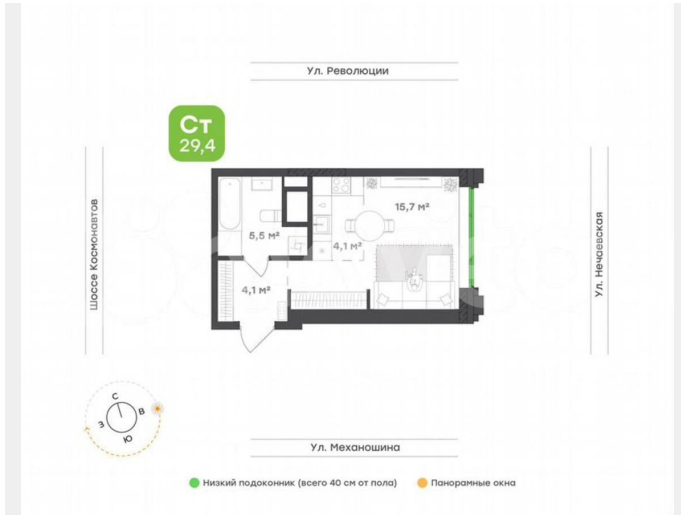 Ул. Революции
Ст
29,4
Шоссе Космонавтов
Ул. Нечаевская
15,7 м²
5,5 м²
4,1 м²
4,1 м²
С
В
З
Ю
Ул. Механошина
Низкий подоконник (всего 40 см от пола)
Панорамные окна